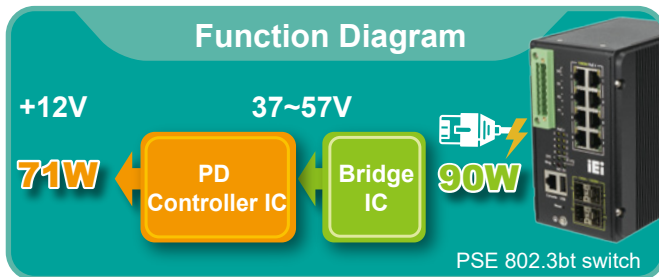 Function Diagram
+12V
37~57V
71W
PD
Controller IC
Bridge
IC
90W
iEi
PSE 802.3bt switch